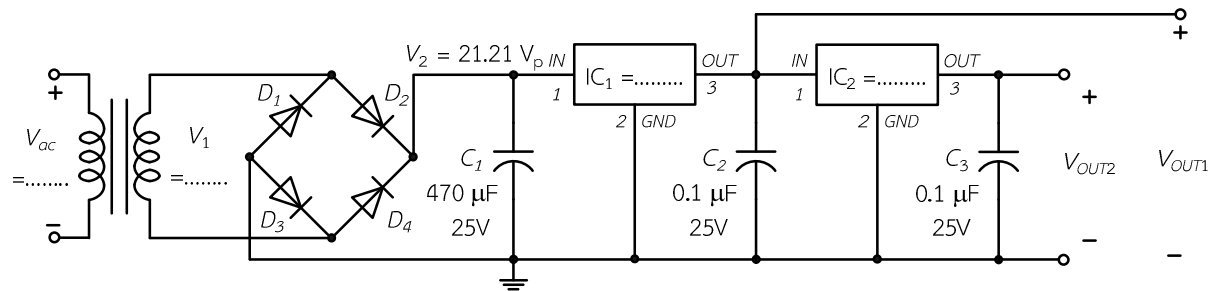 V₂ = 21.21 Vₚ
IN
1
IC₁ =.........
OUT
3
2 GND
IN
1
IC₂ =.........
OUT
3
2 GND
+
+
Vac
=........
−
V₁
=........
D₁
D₂
D₃
D₄
C₁
470 µF
25V
C₂
0.1 µF
25V
C₃
0.1 µF
25V
+
VOUT2
−
VOUT1
−